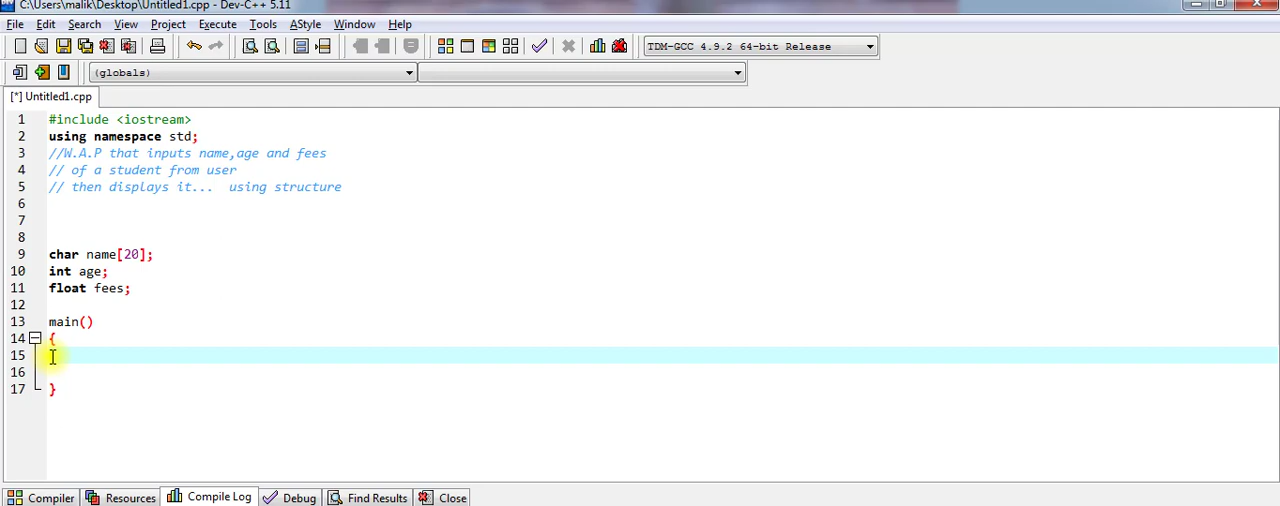 C:\Users\malik\Desktop\Untitled1.cpp - Dev-C++ 5.11
File Edit Search View Project Execute Tools AStyle Window Help
TDM-GCC 4.9.2 64-bit Release
(globals)
[*] Untitled1.cpp
1 #include <iostream>
2 using namespace std;
3 //W.A.P that inputs name,age and fees
4 // of a student from user
5 // then displays it... using structure
6
7
8
9 char name[20];
10 int age;
11 float fees;
12
13 main()
14 {
15
16
17 }
Compiler Resources Compile Log Debug Find Results Close